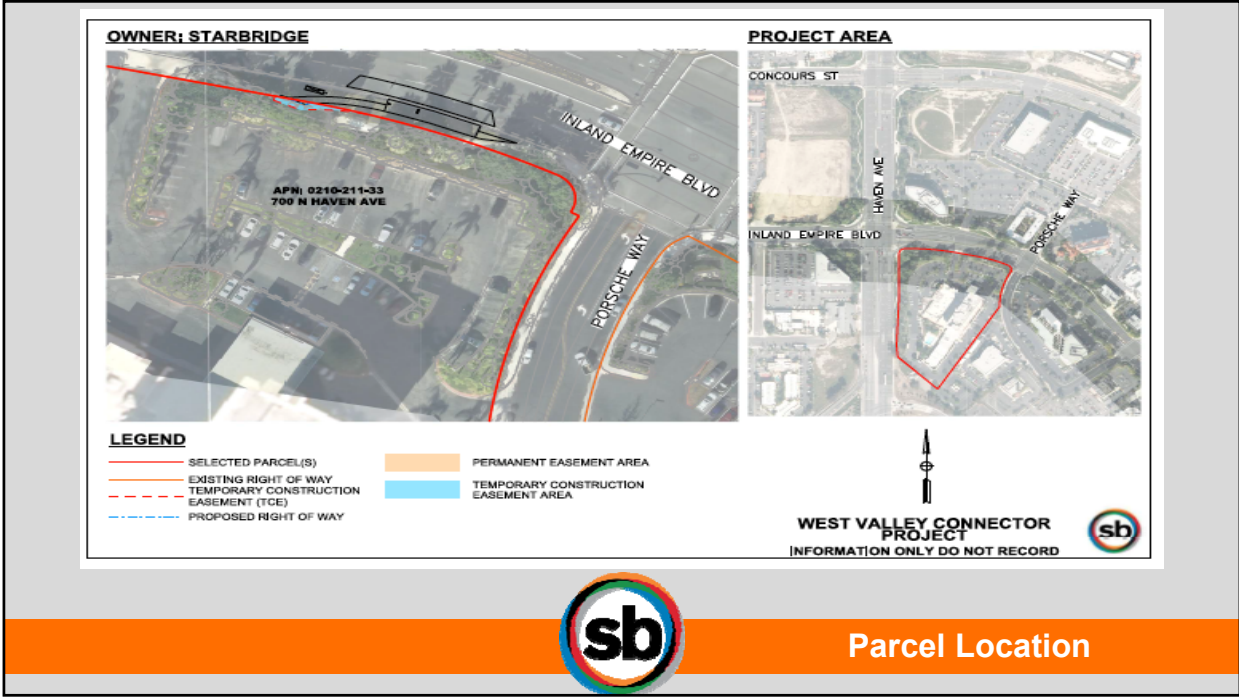 OWNER: STARBRIDGE
INLAND EMPIRE BLVD
APN: 0210-211-33
700 N HAVEN AVE
PORSCHE WAY
PROJECT AREA
CONCOURS ST
HAVEN AVE
INLAND EMPIRE BLVD
PORSCHE WAY
LEGEND
SELECTED PARCEL(S)
EXISTING RIGHT OF WAY
TEMPORARY CONSTRUCTION
EASEMENT (TCE)
PROPOSED RIGHT OF WAY
PERMANENT EASEMENT AREA
TEMPORARY CONSTRUCTION
EASEMENT AREA
WEST VALLEY CONNECTOR
PROJECT
INFORMATION ONLY DO NOT RECORD
sb
sb
Parcel Location